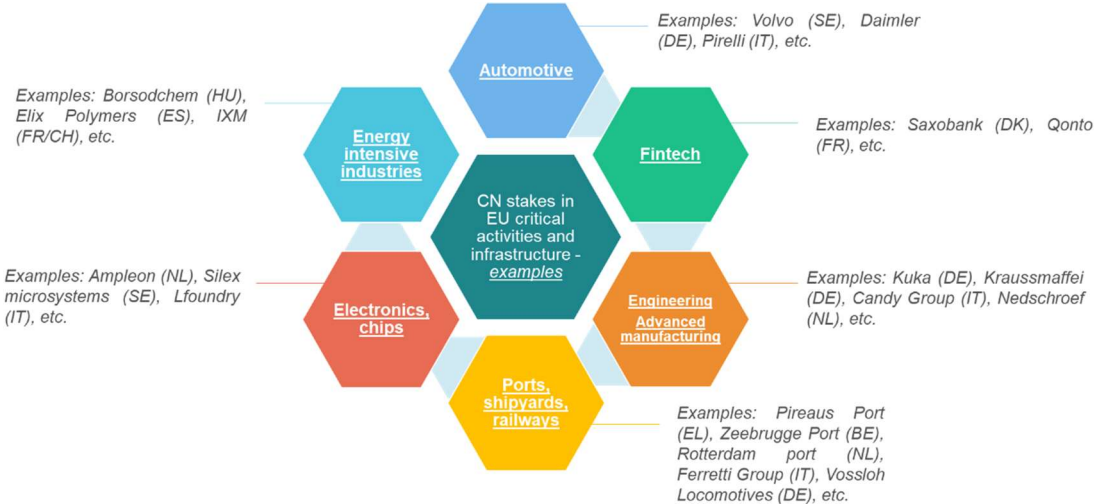 Automotive
Examples: Volvo (SE), Daimler
(DE), Pirelli (IT), etc.
Fintech
Examples: Saxobank (DK), Qonto
(FR), etc.
Engineering
Advanced
manufacturing
Examples: Kuka (DE), Kraussmaffei
(DE), Candy Group (IT), Nedschroef
(NL), etc.
Ports,
shipyards,
railways
Examples: Pireaus Port
(EL), Zeebrugge Port (BE),
Rotterdam port (NL),
Ferretti Group (IT), Vossloh
Locomotives (DE), etc.
Electronics,
chips
Examples: Ampleon (NL), Silex
microsystems (SE), Lfoundry
(IT), etc.
Energy
intensive
industries
Examples: Borsodchem (HU),
Elix Polymers (ES), IXM
(FR/CH), etc.
CN stakes in
EU critical
activities and
infrastructure -
examples